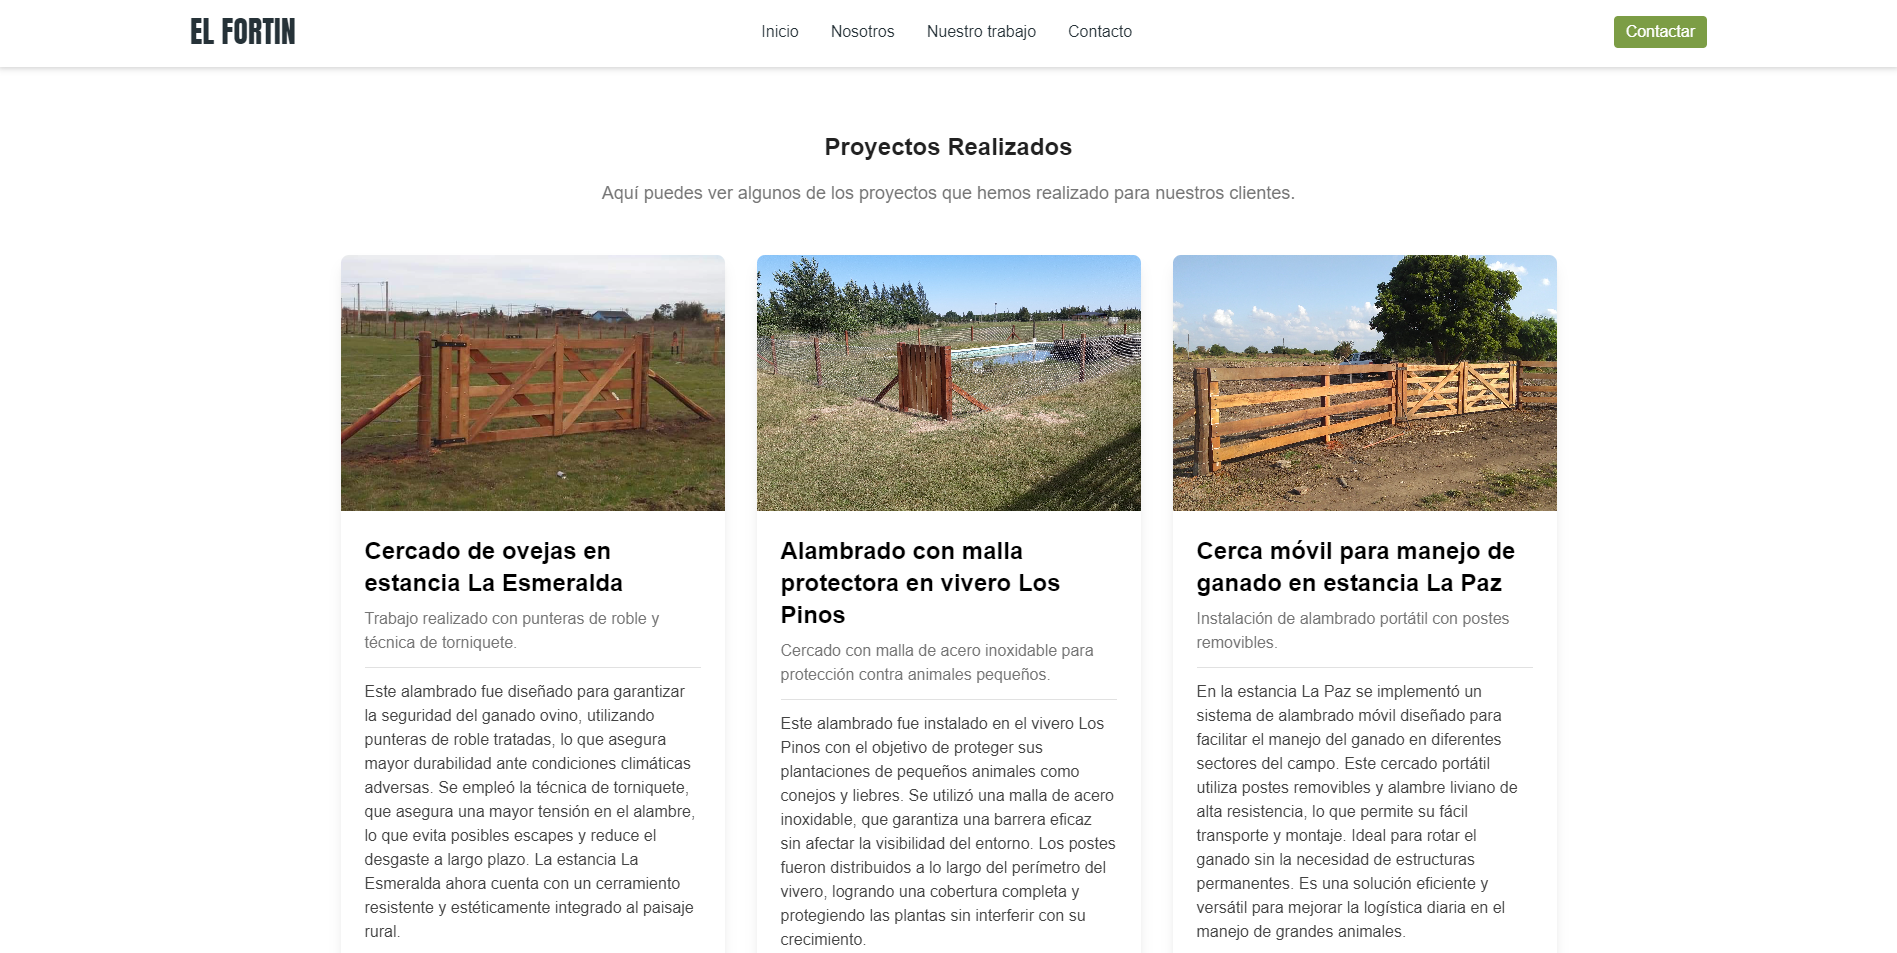 EL FORTIN
Inicio
Nosotros
Nuestro trabajo
Contacto
Contactar
Proyectos Realizados
Aquí puedes ver algunos de los proyectos que hemos realizado para nuestros clientes.
Cercado de ovejas en
estancia La Esmeralda
Trabajo realizado con punteras de roble y
técnica de torniquete.
Este alambrado fue diseñado para garantizar
la seguridad del ganado ovino, utilizando
punteras de roble tratadas, lo que asegura
mayor durabilidad ante condiciones climáticas
adversas. Se empleó la técnica de torniquete,
que asegura una mayor tensión en el alambre,
lo que evita posibles escapes y reduce el
desgaste a largo plazo. La estancia La
Esmeralda ahora cuenta con un cerramiento
resistente y estéticamente integrado al paisaje
rural.
Alambrado con malla
protectora en vivero Los
Pinos
Cercado con malla de acero inoxidable para
protección contra animales pequeños.
Este alambrado fue instalado en el vivero Los
Pinos con el objetivo de proteger sus
plantaciones de pequeños animales como
conejos y liebres. Se utilizó una malla de acero
inoxidable, que garantiza una barrera eficaz
sin afectar la visibilidad del entorno. Los postes
fueron distribuidos a lo largo del perímetro del
vivero, logrando una cobertura completa y
protegiendo las plantas sin interferir con su
crecimiento.
Cerca móvil para manejo de
ganado en estancia La Paz
Instalación de alambrado portátil con postes
removibles.
En la estancia La Paz se implementó un
sistema de alambrado móvil diseñado para
facilitar el manejo del ganado en diferentes
sectores del campo. Este cercado portátil
utiliza postes removibles y alambre liviano de
alta resistencia, lo que permite su fácil
transporte y montaje. Ideal para rotar el
ganado sin la necesidad de estructuras
permanentes. Es una solución eficiente y
versátil para mejorar la logística diaria en el
manejo de grandes animales.